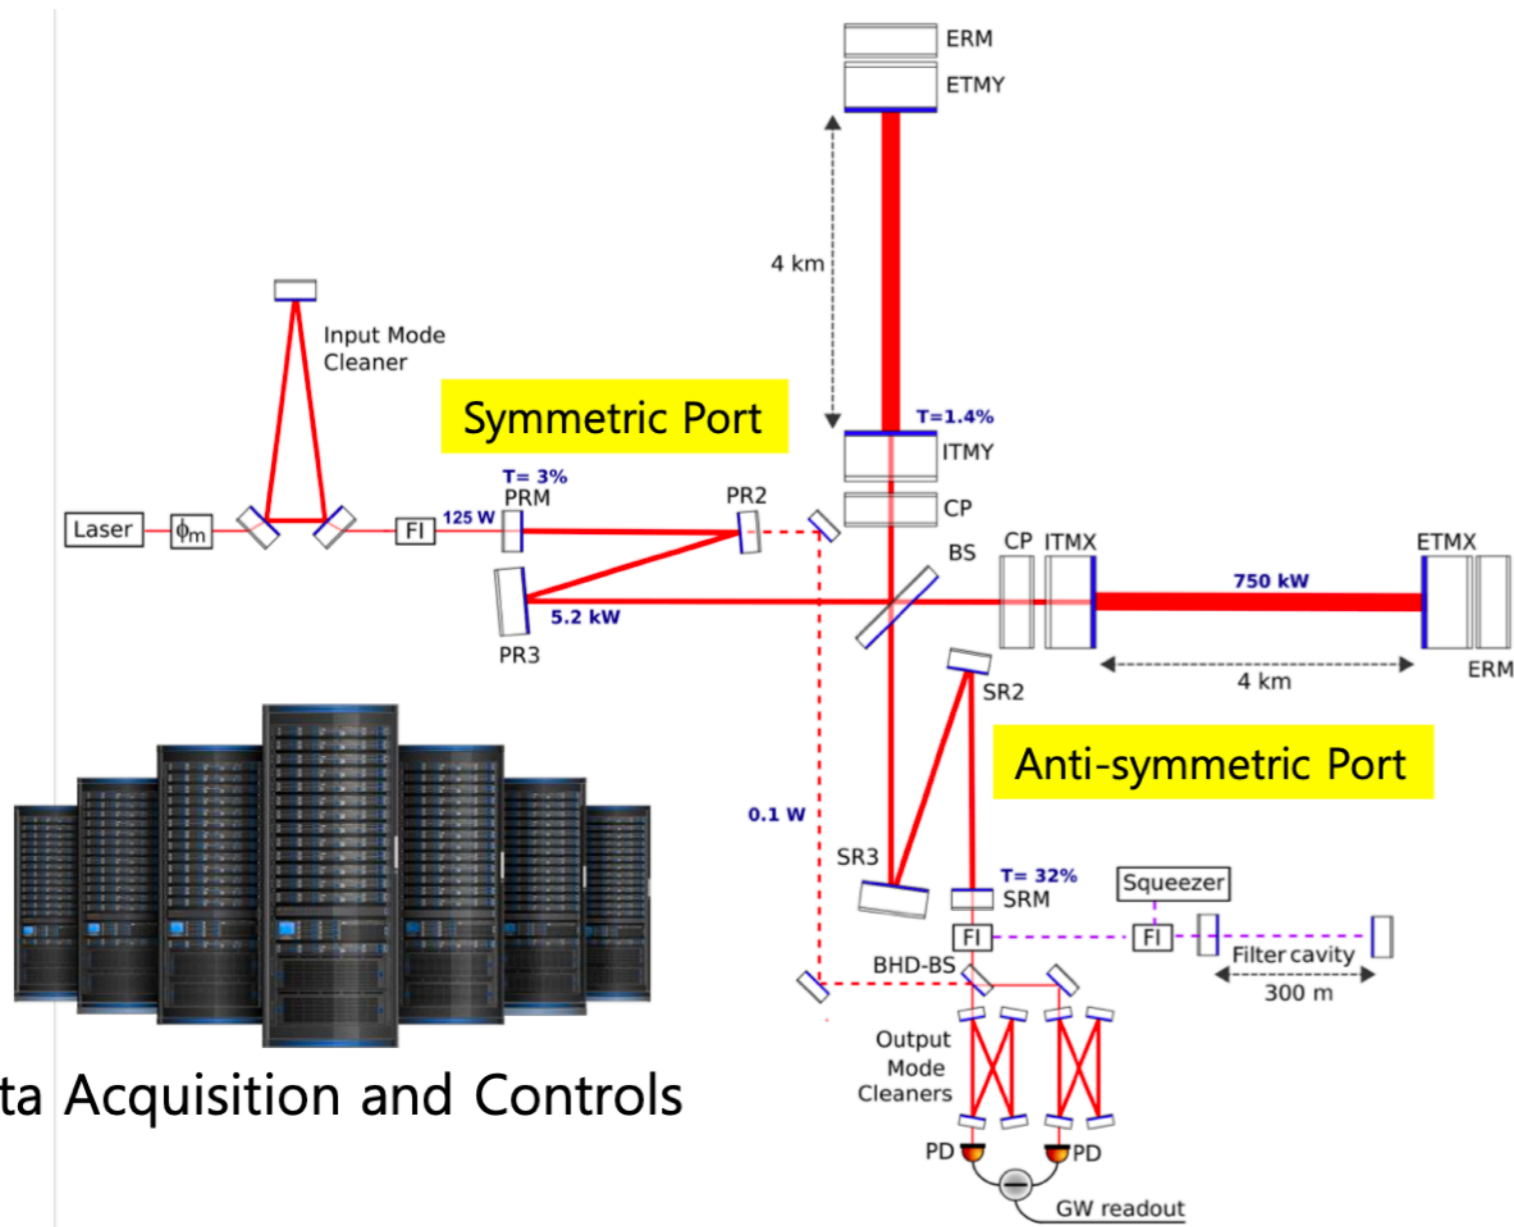 ERM
ETMY
4 km
Input Mode
Cleaner
Symmetric Port
T=1.4%
ITMY
T= 3%
PRM
PR2
CP
Laser
ϕm
FI
125 W
BS
CP
ITMX
ETMX
750 kW
5.2 kW
PR3
ERM
4 km
SR2
Anti-symmetric Port
0.1 W
SR3
T= 32%
SRM
Squeezer
FI
FI
Filter cavity
300 m
BHD-BS
Output
Mode
Cleaners
ta Acquisition and Controls
PD
PD
GW readout